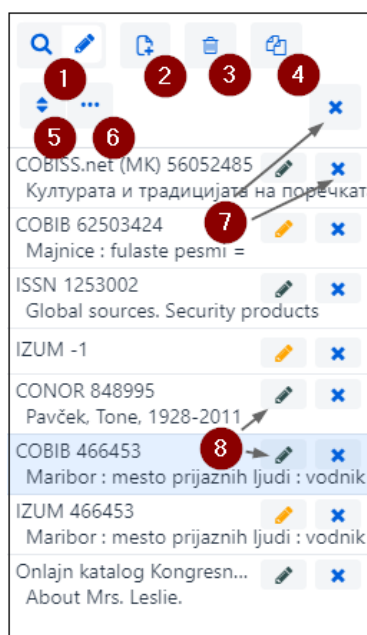 1
2
3
4
5
6
COBISS.net (MK) 56052485
Културата и традицијата на поречкат
7
COBIB 62503424
Majnice : fulaste pesmi =
ISSN 1253002
Global sources. Security products
IZUM -1
CONOR 848995
Pavček, Tone, 1928-2011
8
COBIB 466453
Maribor : mesto prijaznih ljudi : vodnik
IZUM 466453
Maribor : mesto prijaznih ljudi : vodnik
Onlajn katalog Kongresn...
About Mrs. Leslie.